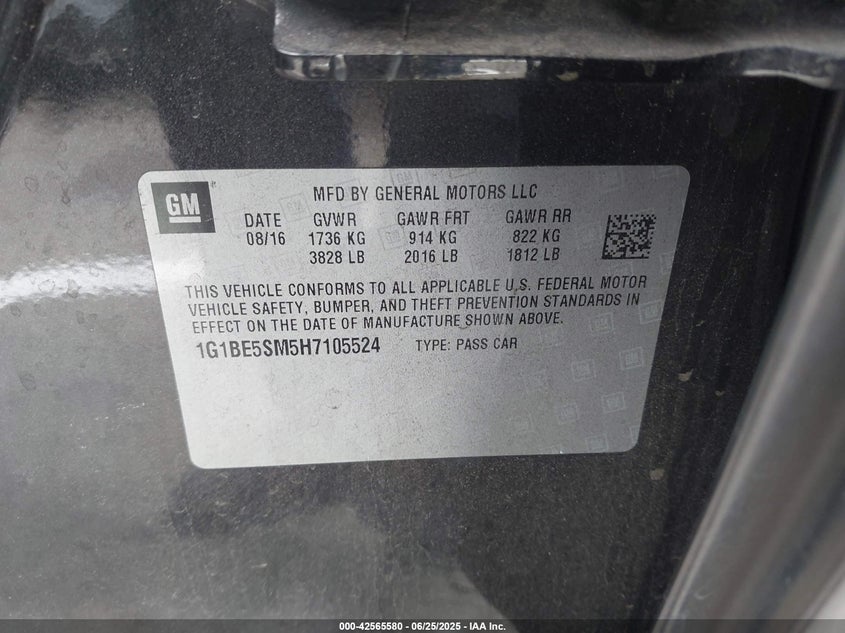 GM
MFD BY GENERAL MOTORS LLC
DATE GVWR GAWR FRT GAWR RR
08/16 1736 KG 914 KG 822 KG
3828 LB 2016 LB 1812 LB
THIS VEHICLE CONFORMS TO ALL APPLICABLE U.S. FEDERAL MOTOR
VEHICLE SAFETY, BUMPER, AND THEFT PREVENTION STANDARDS IN
EFFECT ON THE DATE OF MANUFACTURE SHOWN ABOVE.
1G1BE5SM5H7105524 TYPE: PASS CAR
000-42565580 - 06/25/2025 - IAA Inc.